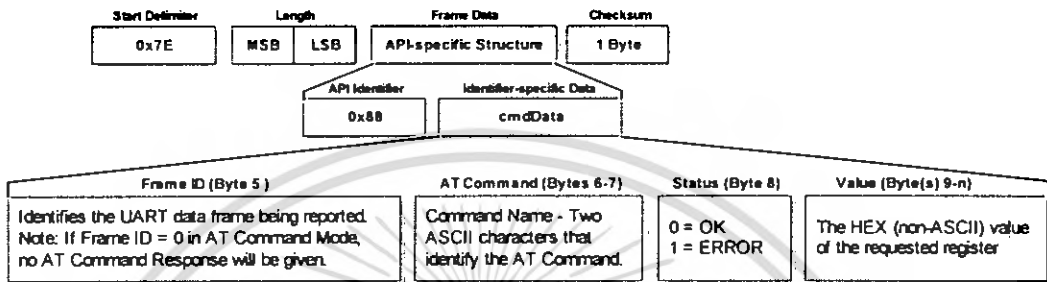 Start Delimiter Length Frame Data Checksum
0x7E MSB LSB API-specific Structure 1 Byte
API Identifier Identifier-specific Data
0x88 cmdData
Frame ID (Byte 5 ) AT Command (Bytes 6-7) Status (Byte 8) Value (Byte(s) 9-n)
Identifies the UART data frame being reported.
Note: If Frame ID = 0 in AT Command Mode,
no AT Command Response will be given.
Command Name - Two
ASCII characters that
identify the AT Command.
0 = OK
1 = ERROR
The HEX (non-ASCII) value
of the requested register